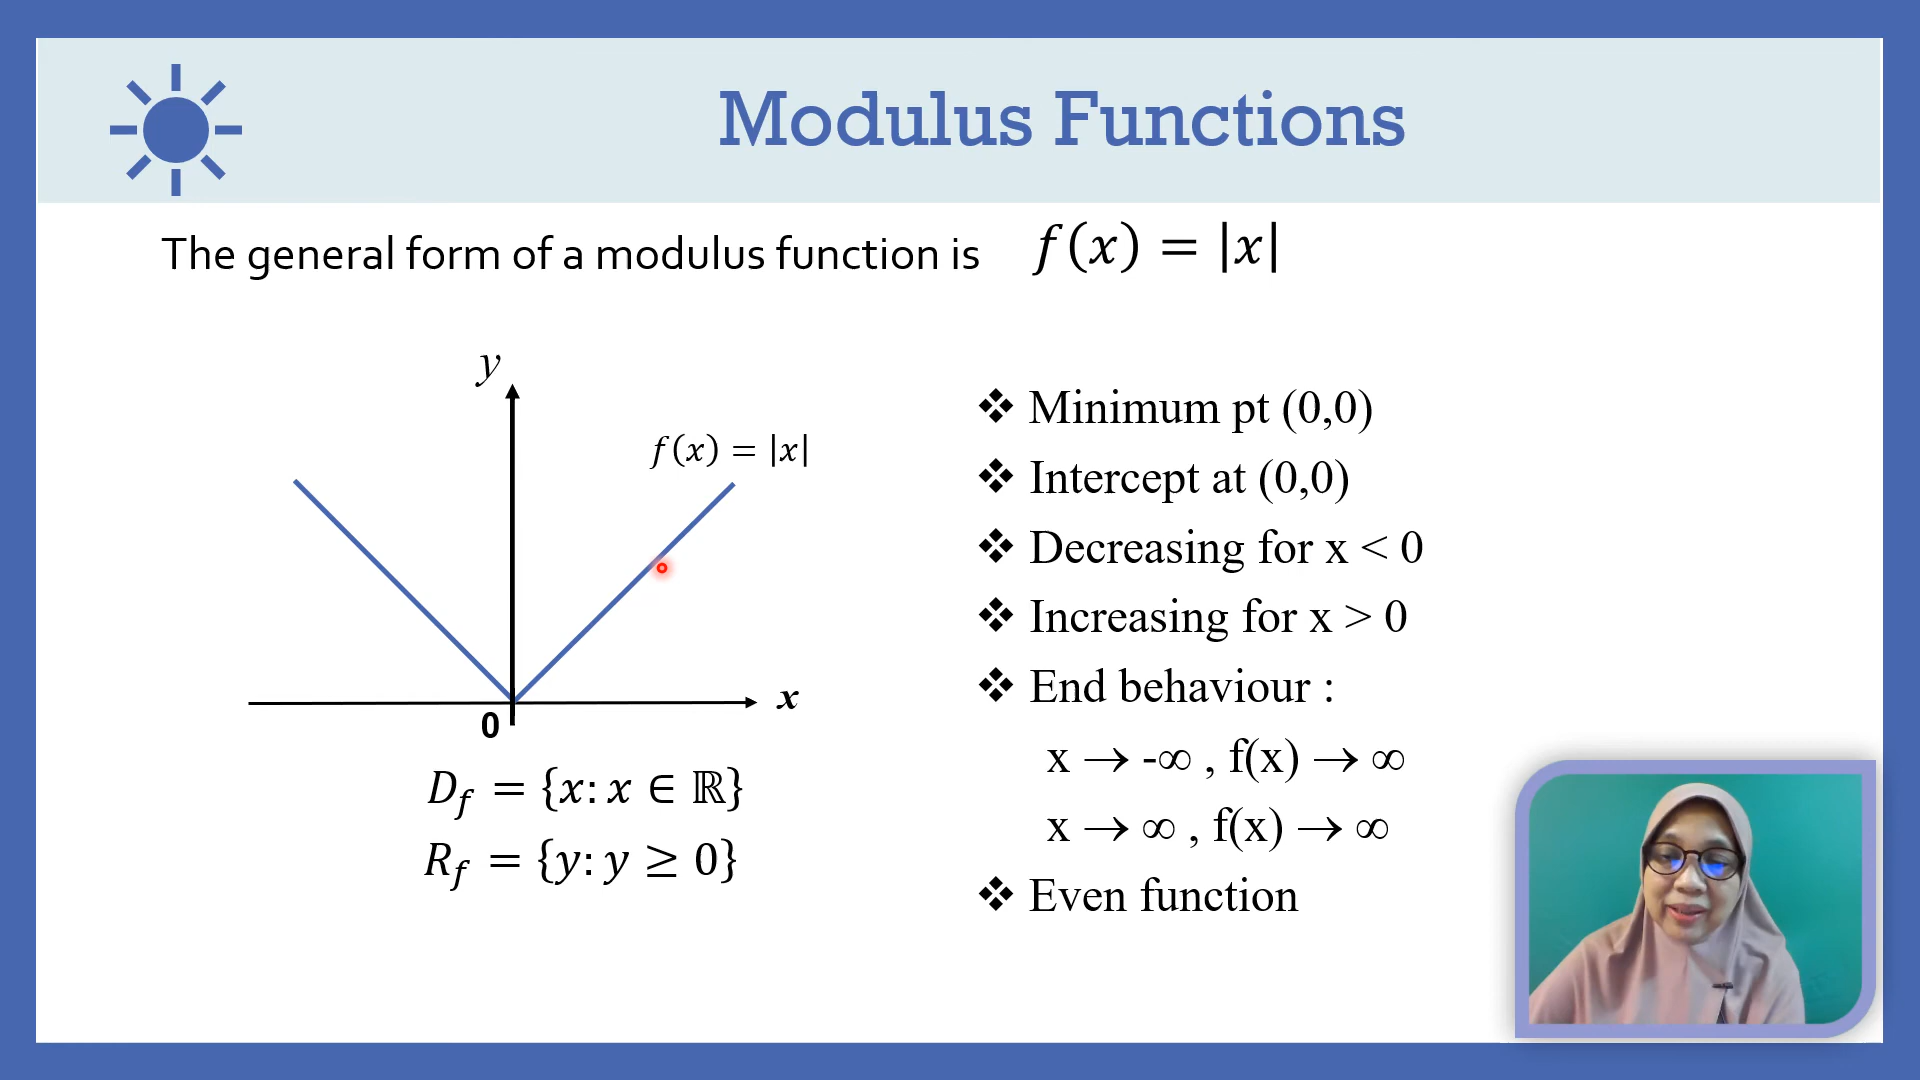 Modulus Functions
The general form of a modulus function is f(x) = |x|
y
f(x) = |x|
x
0
D_f = {x: x ∈ ℝ}
R_f = {y: y ≥ 0}
❖ Minimum pt (0,0)
❖ Intercept at (0,0)
❖ Decreasing for x < 0
❖ Increasing for x > 0
❖ End behaviour :
x → -∞ , f(x) → ∞
x → ∞ , f(x) → ∞
❖ Even function